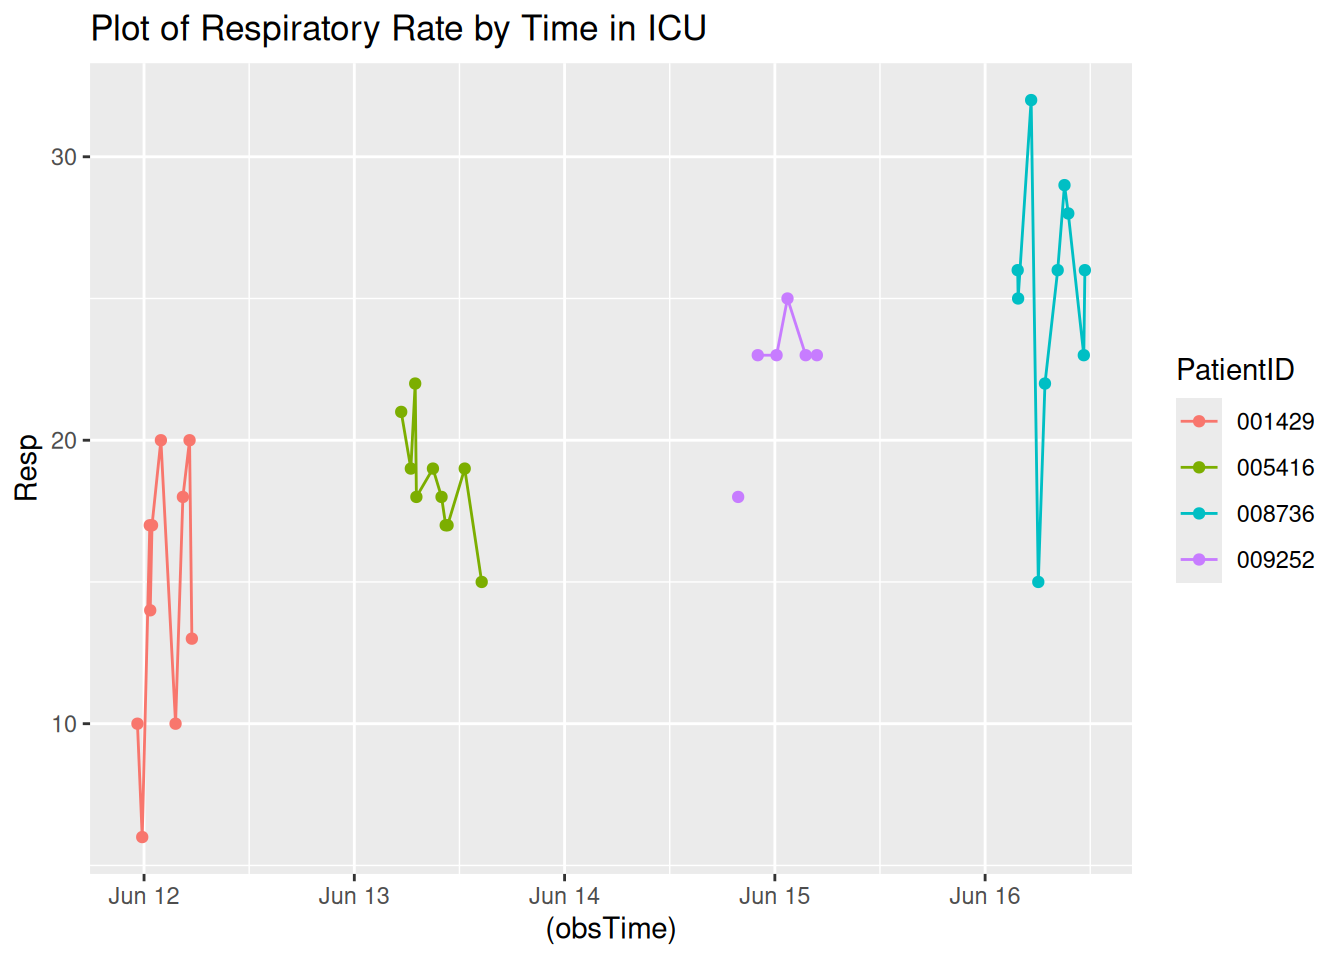 Plot of Respiratory Rate by Time in ICU
30
20
10
Resp
Jun 12
Jun 13
Jun 14
Jun 15
Jun 16
(obsTime)
PatientID
001429
005416
008736
009252